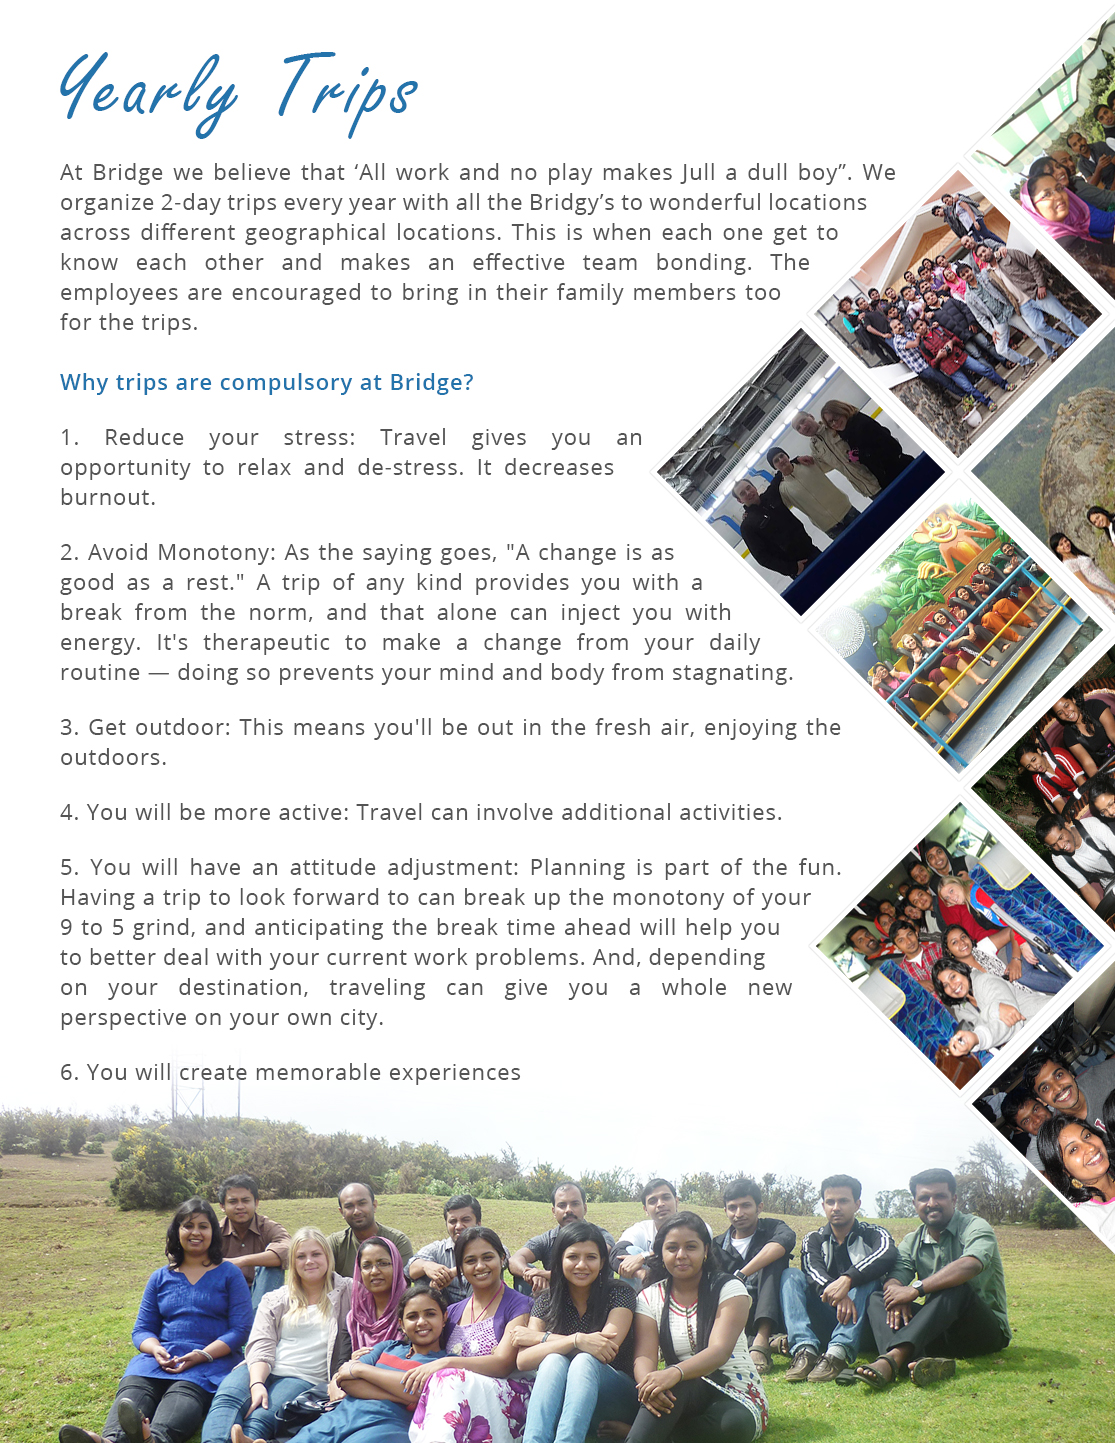 Yearly Trips
At Bridge we believe that ‘All work and no play makes Jull a dull boy”. We
organize 2-day trips every year with all the Bridgy’s to wonderful locations
across different geographical locations. This is when each one get to
know each other and makes an effective team bonding. The
employees are encouraged to bring in their family members too
for the trips.
Why trips are compulsory at Bridge?
1. Reduce your stress: Travel gives you an
opportunity to relax and de-stress. It decreases
burnout.
2. Avoid Monotony: As the saying goes, "A change is as
good as a rest." A trip of any kind provides you with a
break from the norm, and that alone can inject you with
energy. It's therapeutic to make a change from your daily
routine — doing so prevents your mind and body from stagnating.
3. Get outdoor: This means you'll be out in the fresh air, enjoying the
outdoors.
4. You will be more active: Travel can involve additional activities.
5. You will have an attitude adjustment: Planning is part of the fun.
Having a trip to look forward to can break up the monotony of your
9 to 5 grind, and anticipating the break time ahead will help you
to better deal with your current work problems. And, depending
on your destination, traveling can give you a whole new
perspective on your own city.
6. You will create memorable experiences